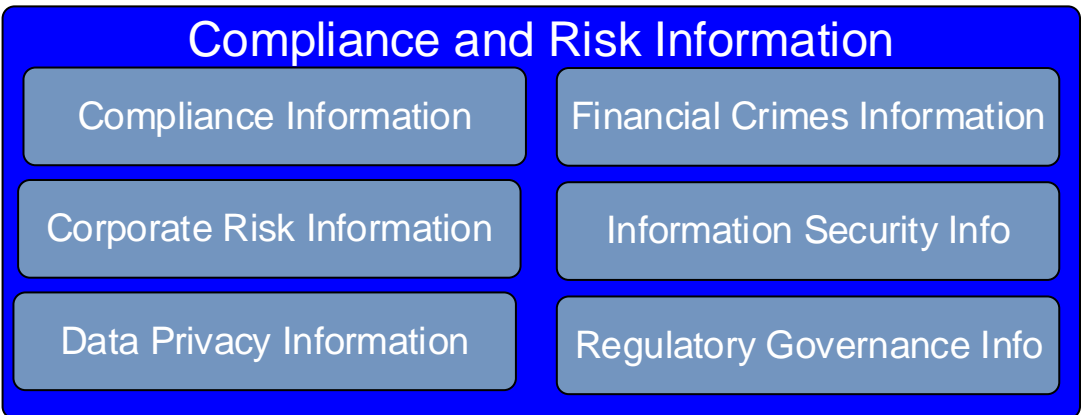 Compliance and Risk Information
Compliance Information
Financial Crimes Information
Corporate Risk Information
Information Security Info
Data Privacy Information
Regulatory Governance Info